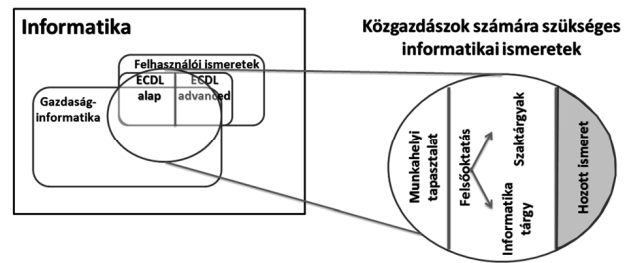 Informatika
Felhasználói ismeretek
ECDL
alap
ECDL
advanced
Gazdaság-
informatika
Közgazdászok számára szükséges
informatikai ismeretek
Munkahelyi
tapasztalat
Felsőoktatás
Szaktárgyak
Informatika
tárgy
Hozott ismeret